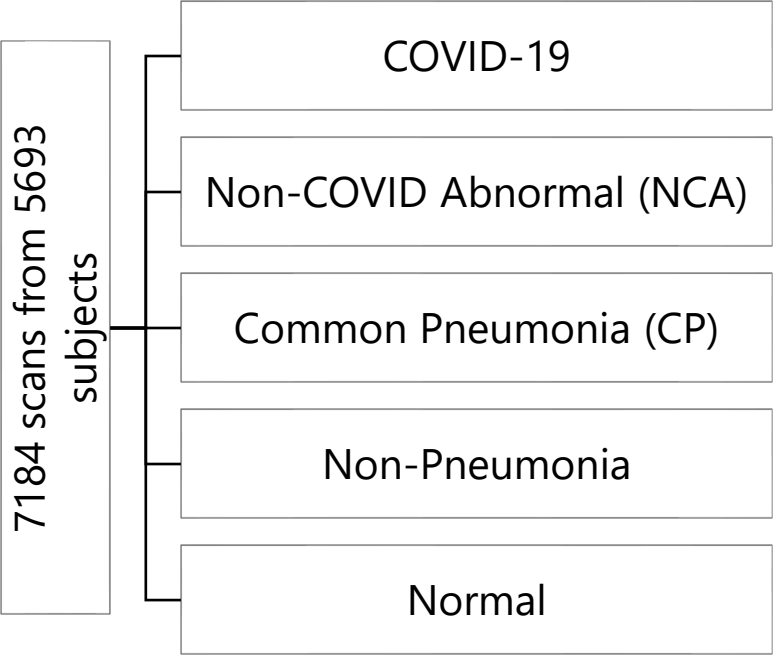 7184 scans from 5693
subjects
COVID-19
Non-COVID Abnormal (NCA)
Common Pneumonia (CP)
Non-Pneumonia
Normal